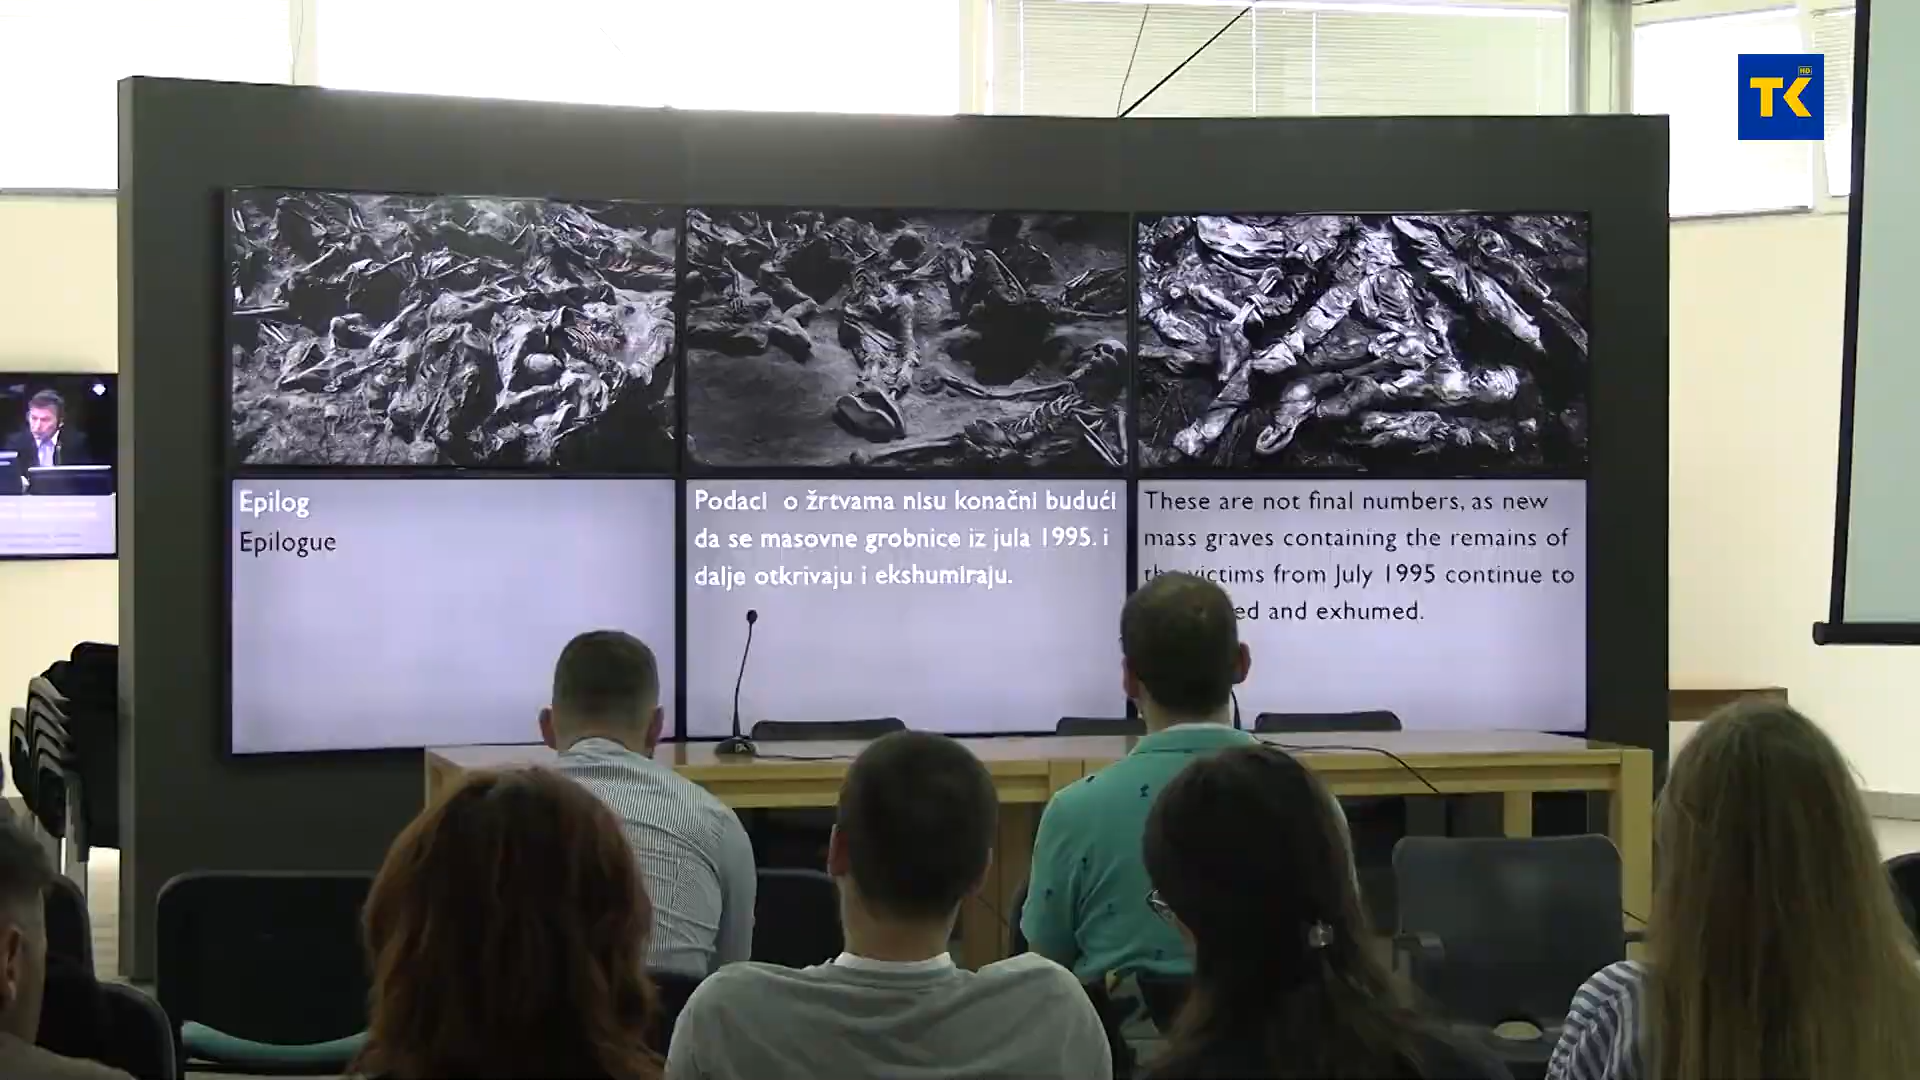 TK HD
Epilog
Epilogue
Podaci o žrtvama nisu konačni budući
da se masovne grobnice iz jula 1995. i
dalje otkrivaju i ekshumiraju.
These are not final numbers, as new
mass graves containing the remains of
victims from July 1995 continue to
and exhumed.